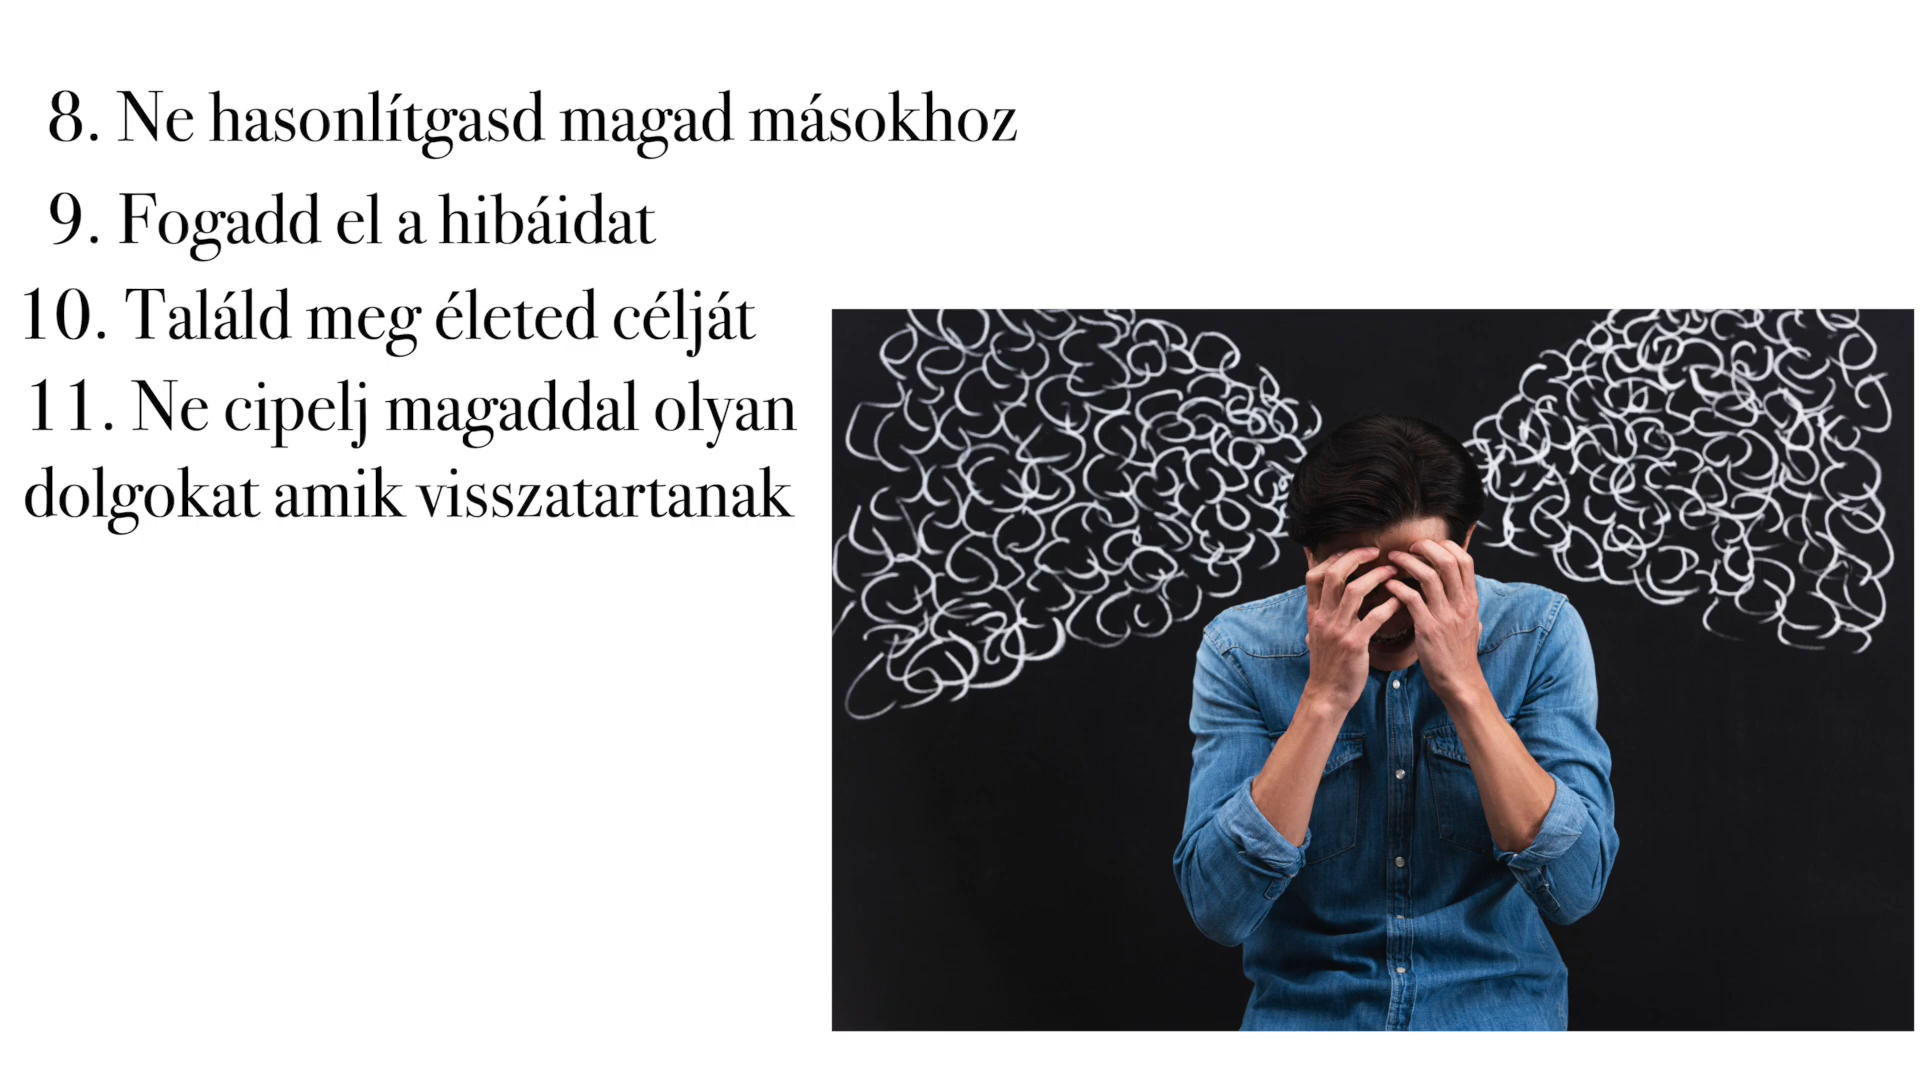 8. Ne hasonlítgasd magad másokhoz
9. Fogadd el a hibáidat
10. Találd meg életed célját
11. Ne cipelj magaddal olyan
dolgokat amik visszatartanak